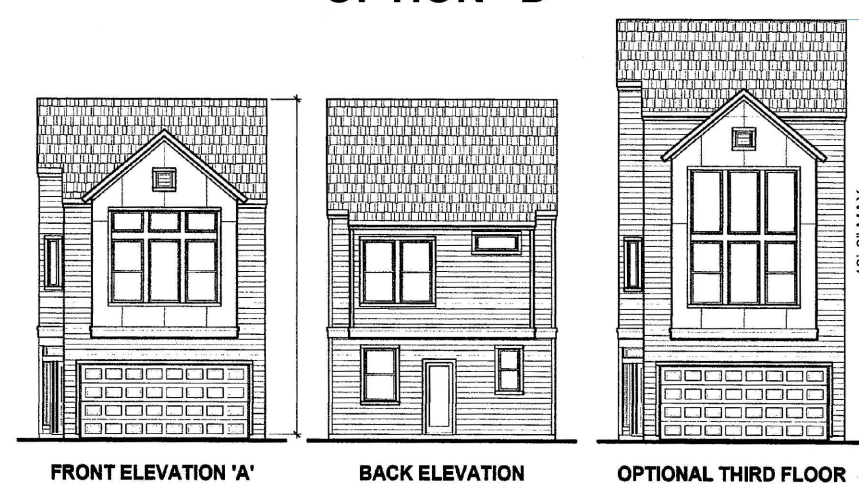 FRONT ELEVATION 'A'
BACK ELEVATION
OPTIONAL THIRD FLOOR